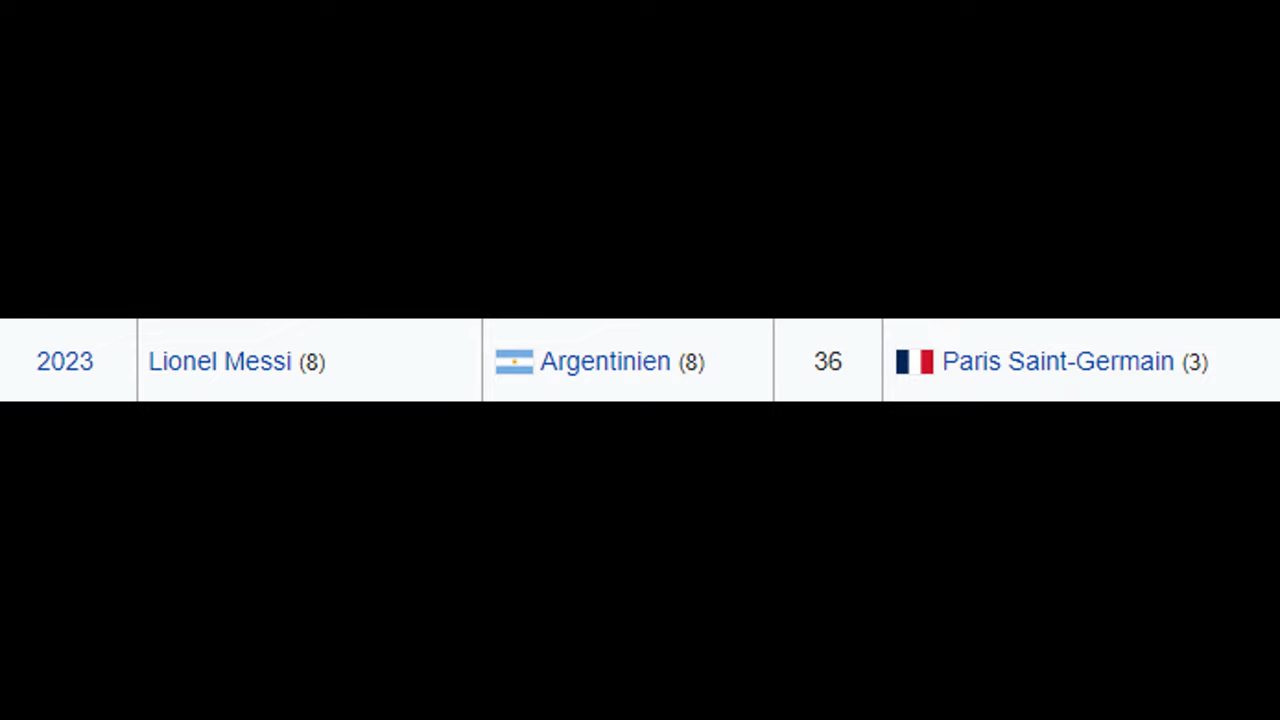 2023 Lionel Messi (8) Argentinien (8) 36 Paris Saint-Germain (3)